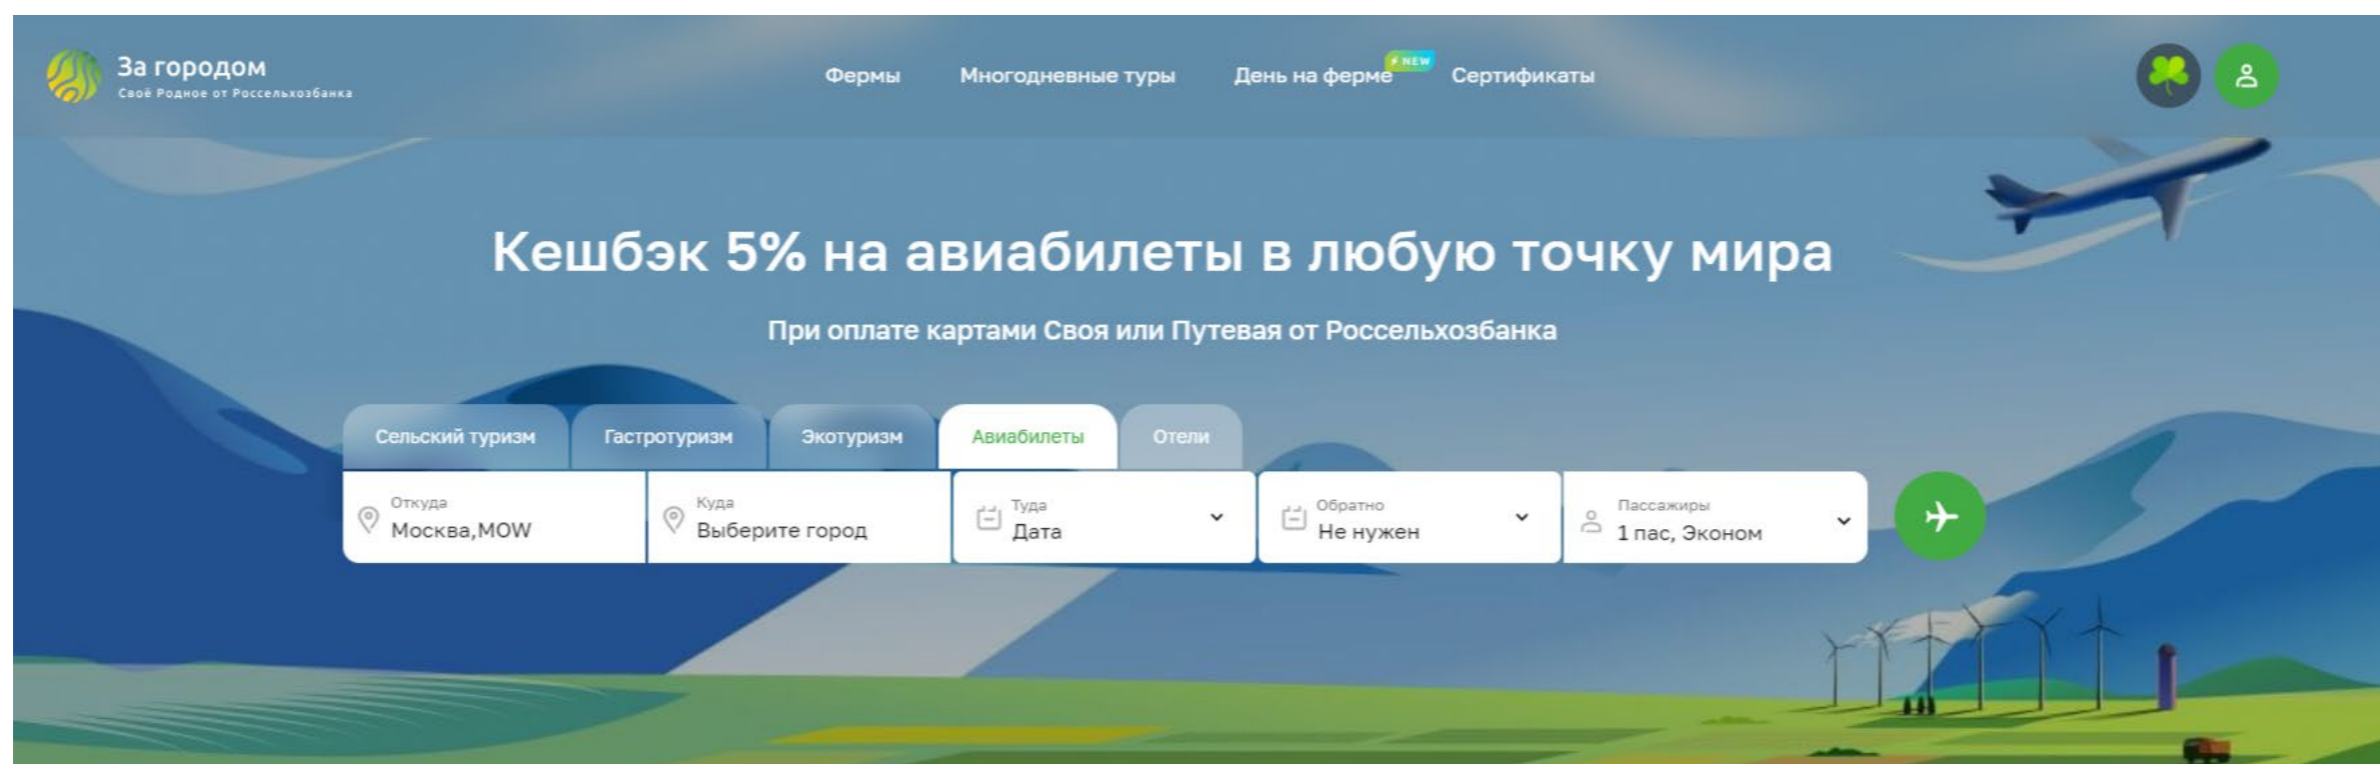 За городом
Своё Родное от Россельхозбанка
Фермы Многодневные туры День на ферме NEW Сертификаты
Кешбэк 5% на авиабилеты в любую точку мира
При оплате картами Своя или Путевая от Россельхозбанка
Сельский туризм Гастротуризм Экотуризм Авиабилеты Отели
Откуда Куда Туда Обратно Пассажиры
Москва,MOW Выберите город Дата Не нужен 1 пас, Эконом